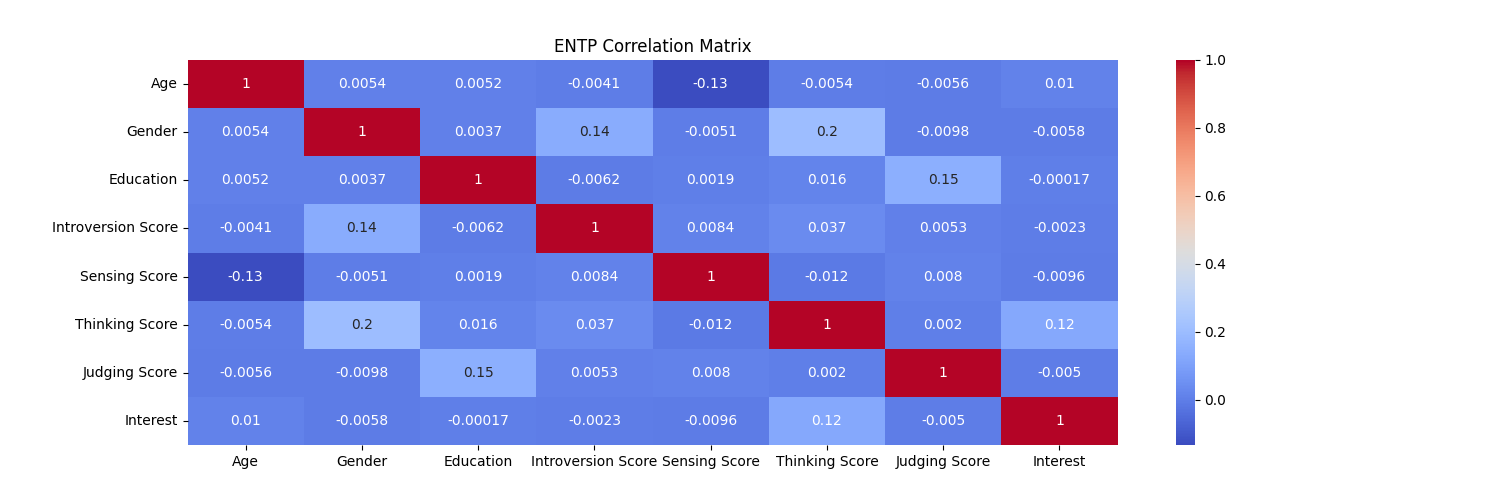 ENTP Correlation Matrix
Age 1 0.0054 0.0052 -0.0041 -0.13 -0.0054 -0.0056 0.01
Gender 0.0054 1 0.0037 0.14 -0.0051 0.2 -0.0098 -0.0058
Education 0.0052 0.0037 1 -0.0062 0.0019 0.016 0.15 -0.00017
Introversion Score -0.0041 0.14 -0.0062 1 0.0084 0.037 0.0053 -0.0023
Sensing Score -0.13 -0.0051 0.0019 0.0084 1 -0.012 0.008 -0.0096
Thinking Score -0.0054 0.2 0.016 0.037 -0.012 1 0.002 0.12
Judging Score -0.0056 -0.0098 0.15 0.0053 0.008 0.002 1 -0.005
Interest 0.01 -0.0058 -0.00017 -0.0023 -0.0096 0.12 -0.005 1
Age Gender Education Introversion Score Sensing Score Thinking Score Judging Score Interest
1.0
0.8
0.6
0.4
0.2
0.0